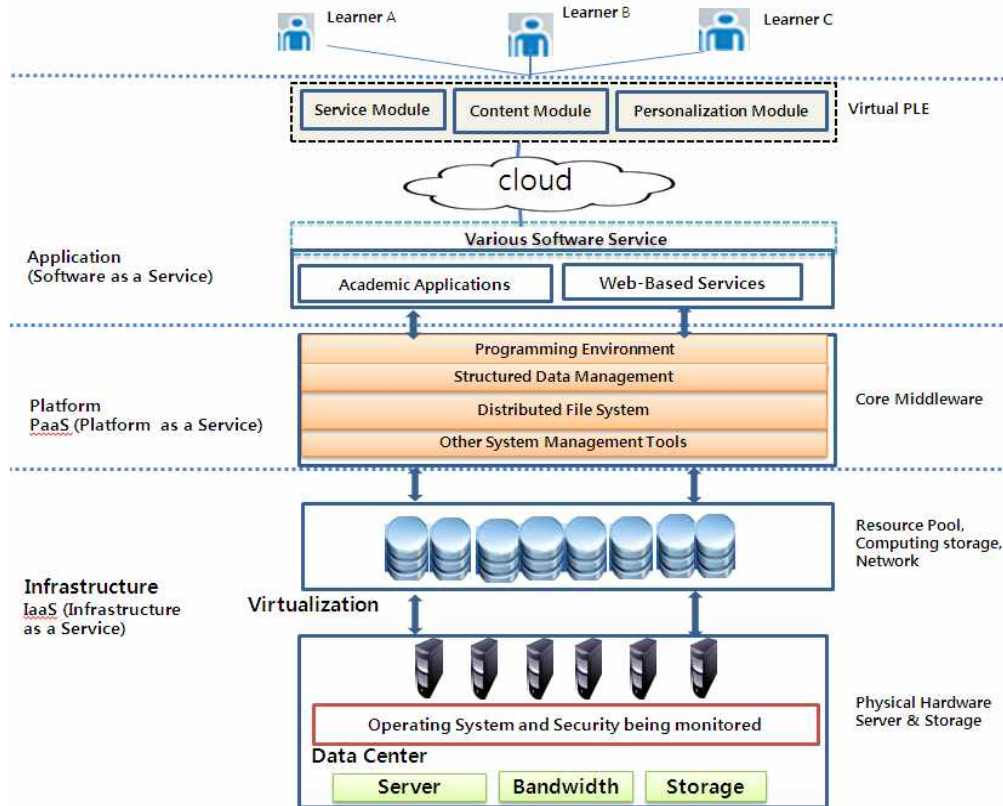 Learner A
Learner B
Learner C
Service Module
Content Module
Personalization Module
Virtual PLE
cloud
Various Software Service
Application
(Software as a Service)
Academic Applications
Web-Based Services
Programming Environment
Structured Data Management
Platform
PaaS (Platform as a Service)
Distributed File System
Core Middleware
Other System Management Tools
Resource Pool,
Computing storage,
Network
Infrastructure
IaaS (Infrastructure
as a Service)
Virtualization
Physical Hardware
Server & Storage
Operating System and Security being monitored
Data Center
Server
Bandwidth
Storage